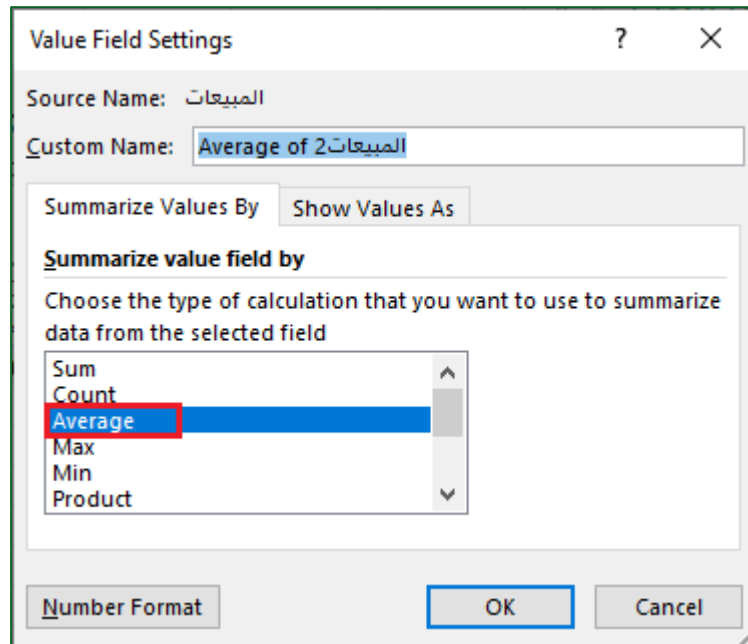 Value Field Settings
Source Name: المبيعات
Custom Name: Average of 2المبيعات
Summarize Values By Show Values As
Summarize value field by
Choose the type of calculation that you want to use to summarize
data from the selected field
Sum
Count
Average
Max
Min
Product
Number Format OK Cancel